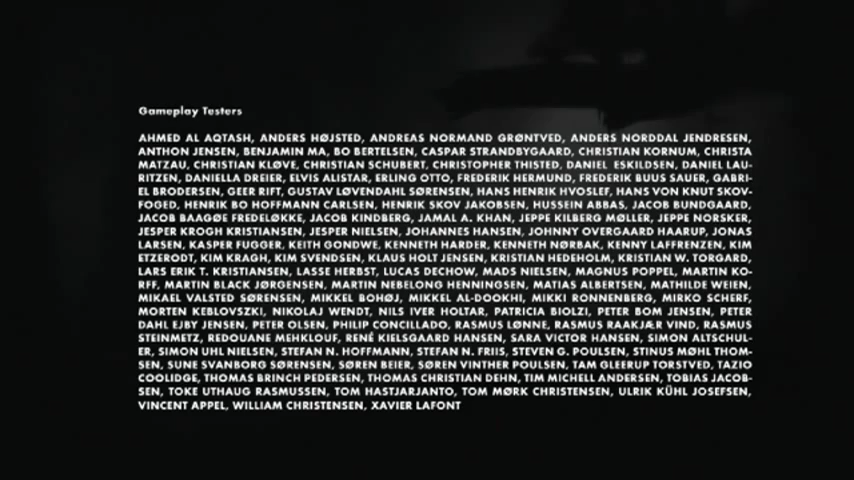 Gameplay Testers
AHMED AL AQTASH, ANDERS HØJSTED, ANDREAS NORMAND GRØNTVED, ANDERS NORDDAL JENDRESEN,
ANTHON JENSEN, BENJAMIN MA, BO BERTELSEN, CASPAR STRANDBYGAARD, CHRISTIAN KORNUM, CHRISTA
MATZAU, CHRISTIAN KLØVE, CHRISTIAN SCHUBERT, CHRISTOPHER THISTED, DANIEL ESKILDSEN, DANIEL LAU-
RITZEN, DANIELLA DREIER, ELVIS ALISTAR, ERLING OTTO, FREDERIK HERMUND, FREDERIK BUUS SAUER, GABRI-
EL BRODERSEN, GEER RIFT, GUSTAV LØVENDAHL SØRENSEN, HANS HENRIK HVOSLEF, HANS VON KNUT SKOV-
FOGED, HENRIK BO HOFFMANN CARLSEN, HENRIK SKOV JAKOBSEN, HUSSEIN ABBAS, JACOB BUNDGAARD,
JACOB BAAGØE FREDELØKKE, JACOB KINDBERG, JAMAL A. KHAN, JEPPE KILBERG MØLLER, JEPPE NORSKER,
JESPER KROGH KRISTIANSEN, JESPER NIELSEN, JOHANNES HANSEN, JOHNNY OVERGAARD HAARUP, JONAS
LARSEN, KASPER FUGGER, KEITH GONDWE, KENNETH HARDER, KENNETH NØRBAK, KENNY LAFFRENZEN, KIM
ETZERODT, KIM KRAGH, KIM SVENDSEN, KLAUS HOLT JENSEN, KRISTIAN HEDEHOLM, KRISTIAN W. TORGARD,
LARS ERIK T. KRISTIANSEN, LASSE HERBST, LUCAS DECHOW, MADS NIELSEN, MAGNUS POPPEL, MARTIN KO-
RFF, MARTIN BLACK JØRGENSEN, MARTIN NEBELONG HENNINGSEN, MATIAS ALBERTSEN, MATHILDE WEIEN,
MIKAEL VALSTED SØRENSEN, MIKKEL BOHØJ, MIKKEL AL-DOOKHI, MIKKI RONNENBERG, MIRKO SCHERF,
MORTEN KEBLOVSZKI, NIKOLAJ WENDT, NILS IVER HOLTAR, PATRICIA BIOLZI, PETER BOM JENSEN, PETER
DAHL EJBY JENSEN, PETER OLSEN, PHILIP CONCILLADO, RASMUS LØNNE, RASMUS RAAKJÆR VIND, RASMUS
STEINMETZ, REDOUANE MEHKLOUF, RENÉ KIELSGAARD HANSEN, SARA VICTOR HANSEN, SIMON ALTSCHUL-
ER, SIMON UHL NIELSEN, STEFAN N. HOFFMANN, STEFAN N. FRIIS, STEVEN G. POULSEN, STINUS MØHL THOM-
SEN, SUNE SVANBORG SØRENSEN, SØREN BEIER, SØREN VINTHER POULSEN, TAM GLEERUP TORSTVED, TAZIO
COOLIDGE, THOMAS BRINCH PEDERSEN, THOMAS CHRISTIAN DEHN, TIM MICHELL ANDERSEN, TOBIAS JACOB-
SEN, TOKE UTHAUG RASMUSSEN, TOM HASTJARJANTO, TOM MØRK CHRISTENSEN, ULRIK KÜHL JOSEFSEN,
VINCENT APPEL, WILLIAM CHRISTENSEN, XAVIER LAFONT